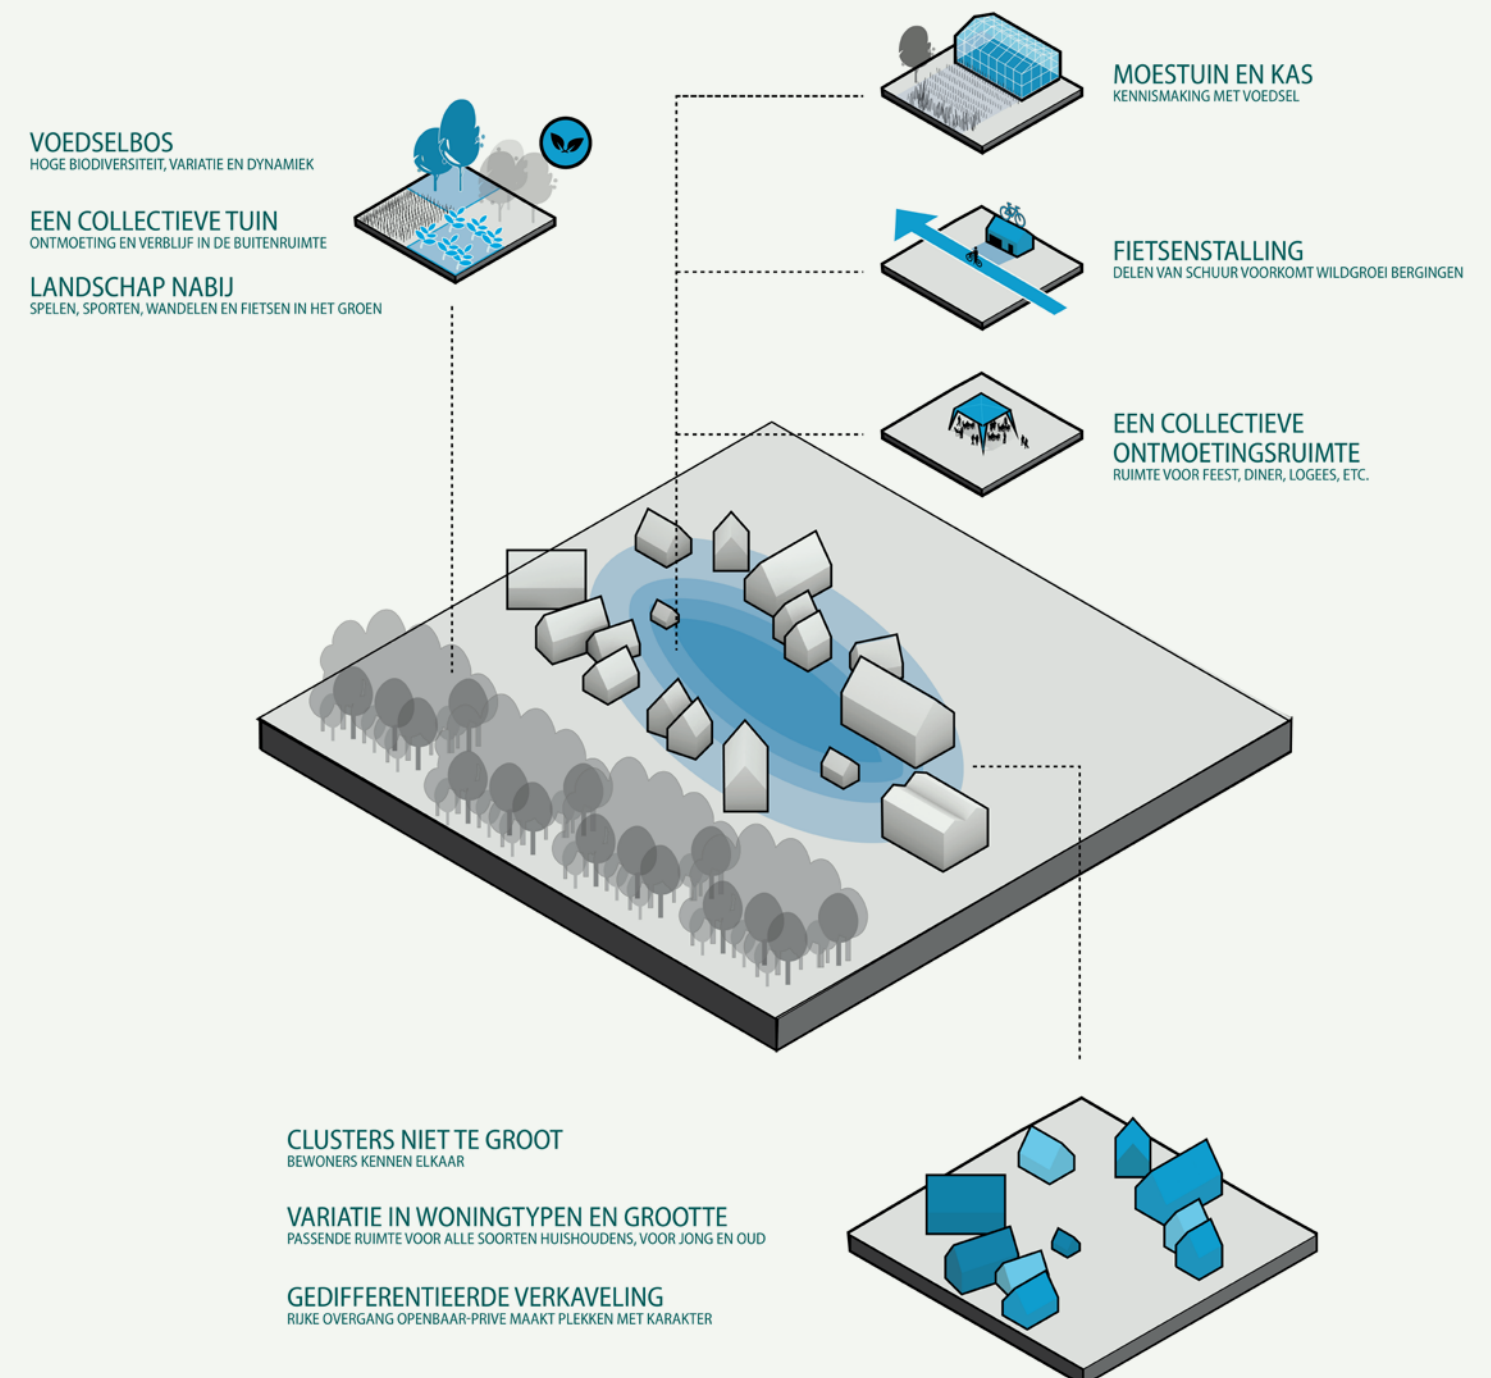 VOEDSELBOS
HOGE BIODIVERSITEIT, VARIATIE EN DYNAMIEK
EEN COLLECTIEVE TUIN
ONTMOETING EN VERBLIJF IN DE BUITENRUIMTE
LANDSCHAP NABIJ
SPELEN, SPORTEN, WANDELEN EN FIETSEN IN HET GROEN
MOESTUIN EN KAS
KENNISMAKING MET VOEDSEL
FIETSENSTALLING
DELEN VAN SCHUUR VOORKOMT WILDGROEI BERGINGEN
EEN COLLECTIEVE
ONTMOETINGSRUIMTE
RUIMTE VOOR FEEST, DINER, LOGEES, ETC.
CLUSTERS NIET TE GROOT
BEWONERS KENNEN ELKAAR
VARIATIE IN WONINGTYPEN EN GROOTTE
PASSENDE RUIMTE VOOR ALLE SOORTEN HUISHOUDENS, VOOR JONG EN OUD
GEDIFFERENTIEERDE VERKAVELING
RIJKE OVERGANG OPENBAAR-PRIVE MAAKT PLEKKEN MET KARAKTER